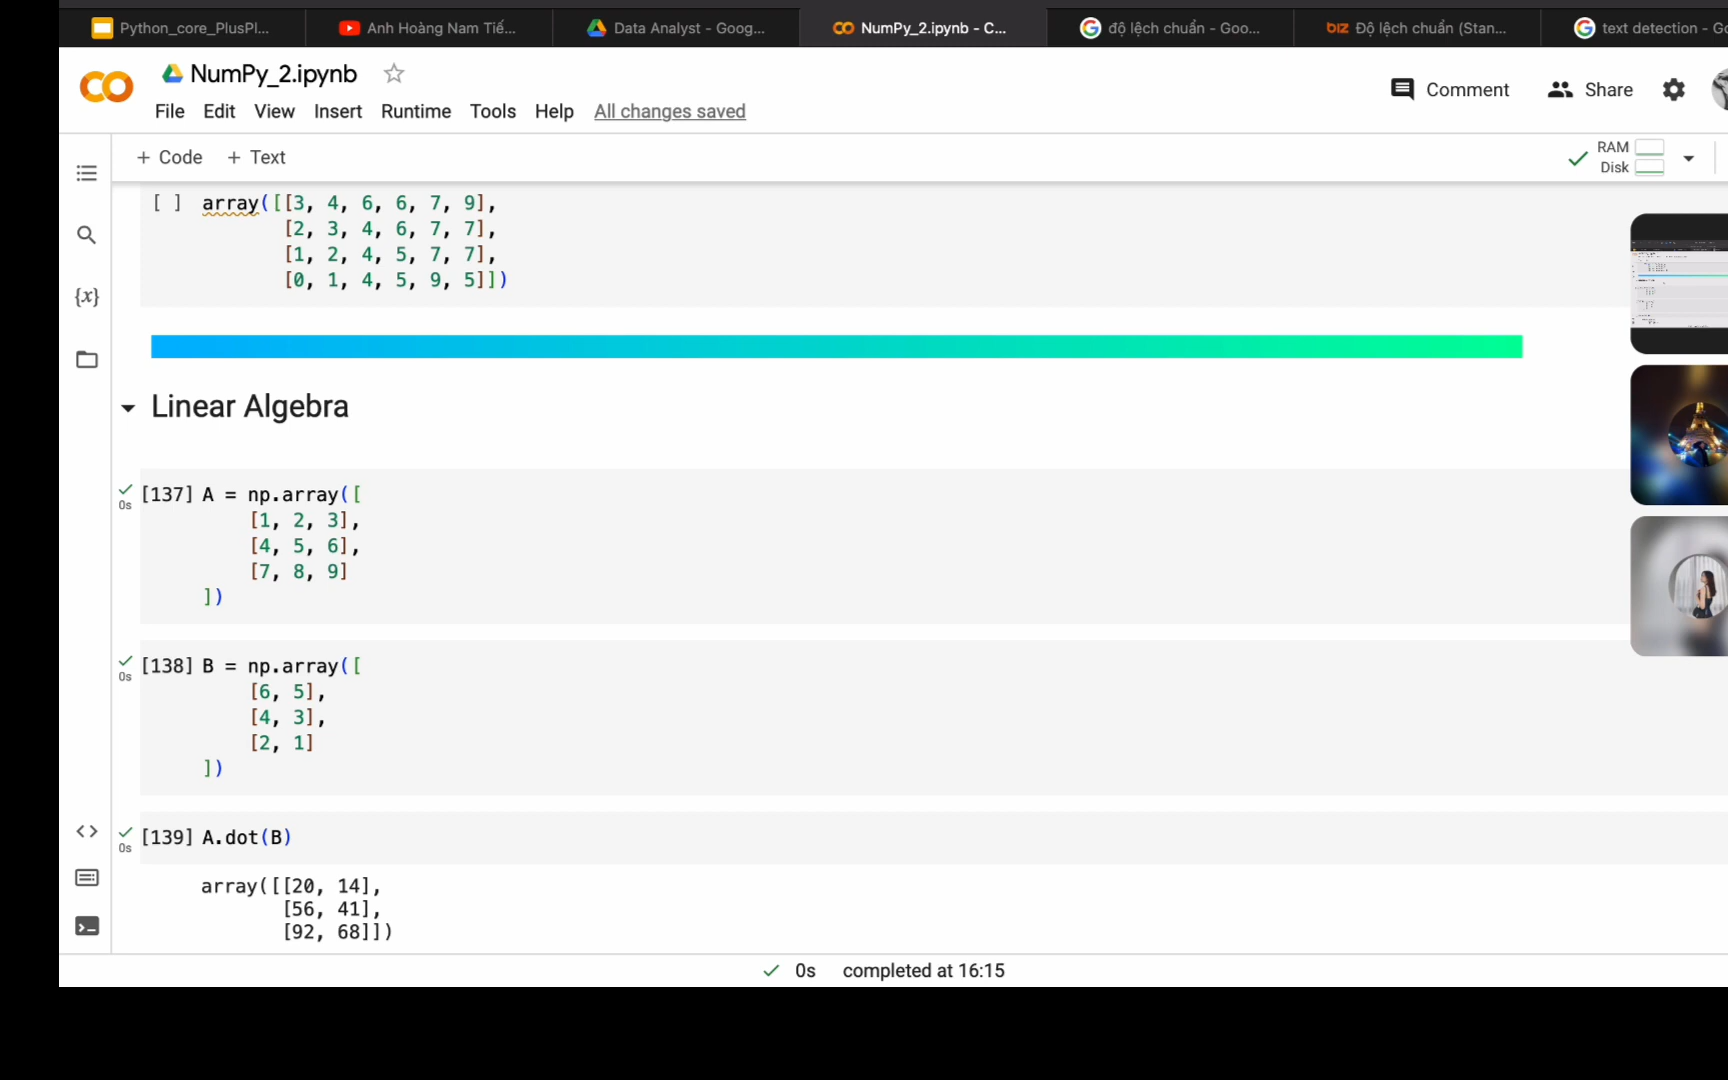 Python_core_PlusPl...
Anh Hoàng Nam Tiế...
Data Analyst - Goog...
NumPy_2.ipynb - C...
độ lệch chuẩn - Goo...
biz Độ lệch chuẩn (Stan...
text detection - Go
NumPy_2.ipynb
Comment
Share
File Edit View Insert Runtime Tools Help All changes saved
+ Code + Text
RAM
Disk
[ ] array([[3, 4, 6, 6, 7, 9],
[2, 3, 4, 6, 7, 7],
[1, 2, 4, 5, 7, 7],
[0, 1, 4, 5, 9, 5]])
{x}
Linear Algebra
[137] A = np.array([
0s
[1, 2, 3],
[4, 5, 6],
[7, 8, 9]
])
[138] B = np.array([
0s
[6, 5],
[4, 3],
[2, 1]
])
[139] A.dot(B)
0s
array([[20, 14],
[56, 41],
[92, 68]])
0s completed at 16:15